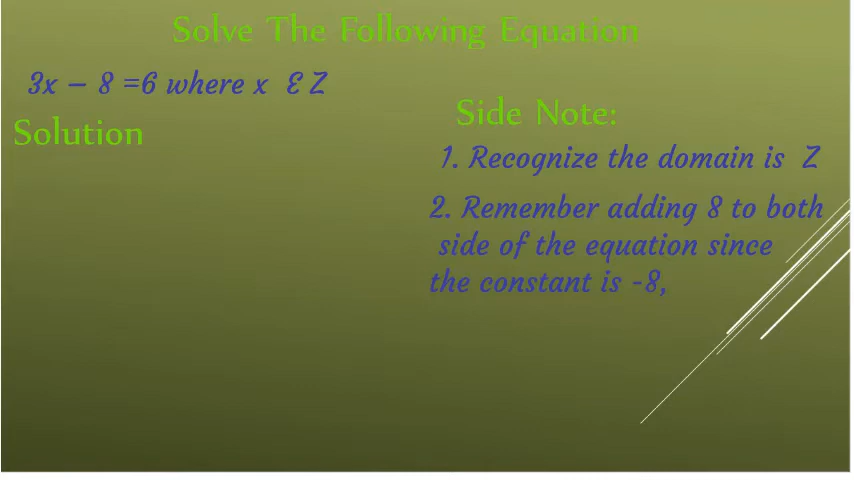 Solve The Following Equation
3x – 8 =6 where x Ɛ Z
Solution
Side Note:
1. Recognize the domain is Z
2. Remember adding 8 to both
side of the equation since
the constant is -8,